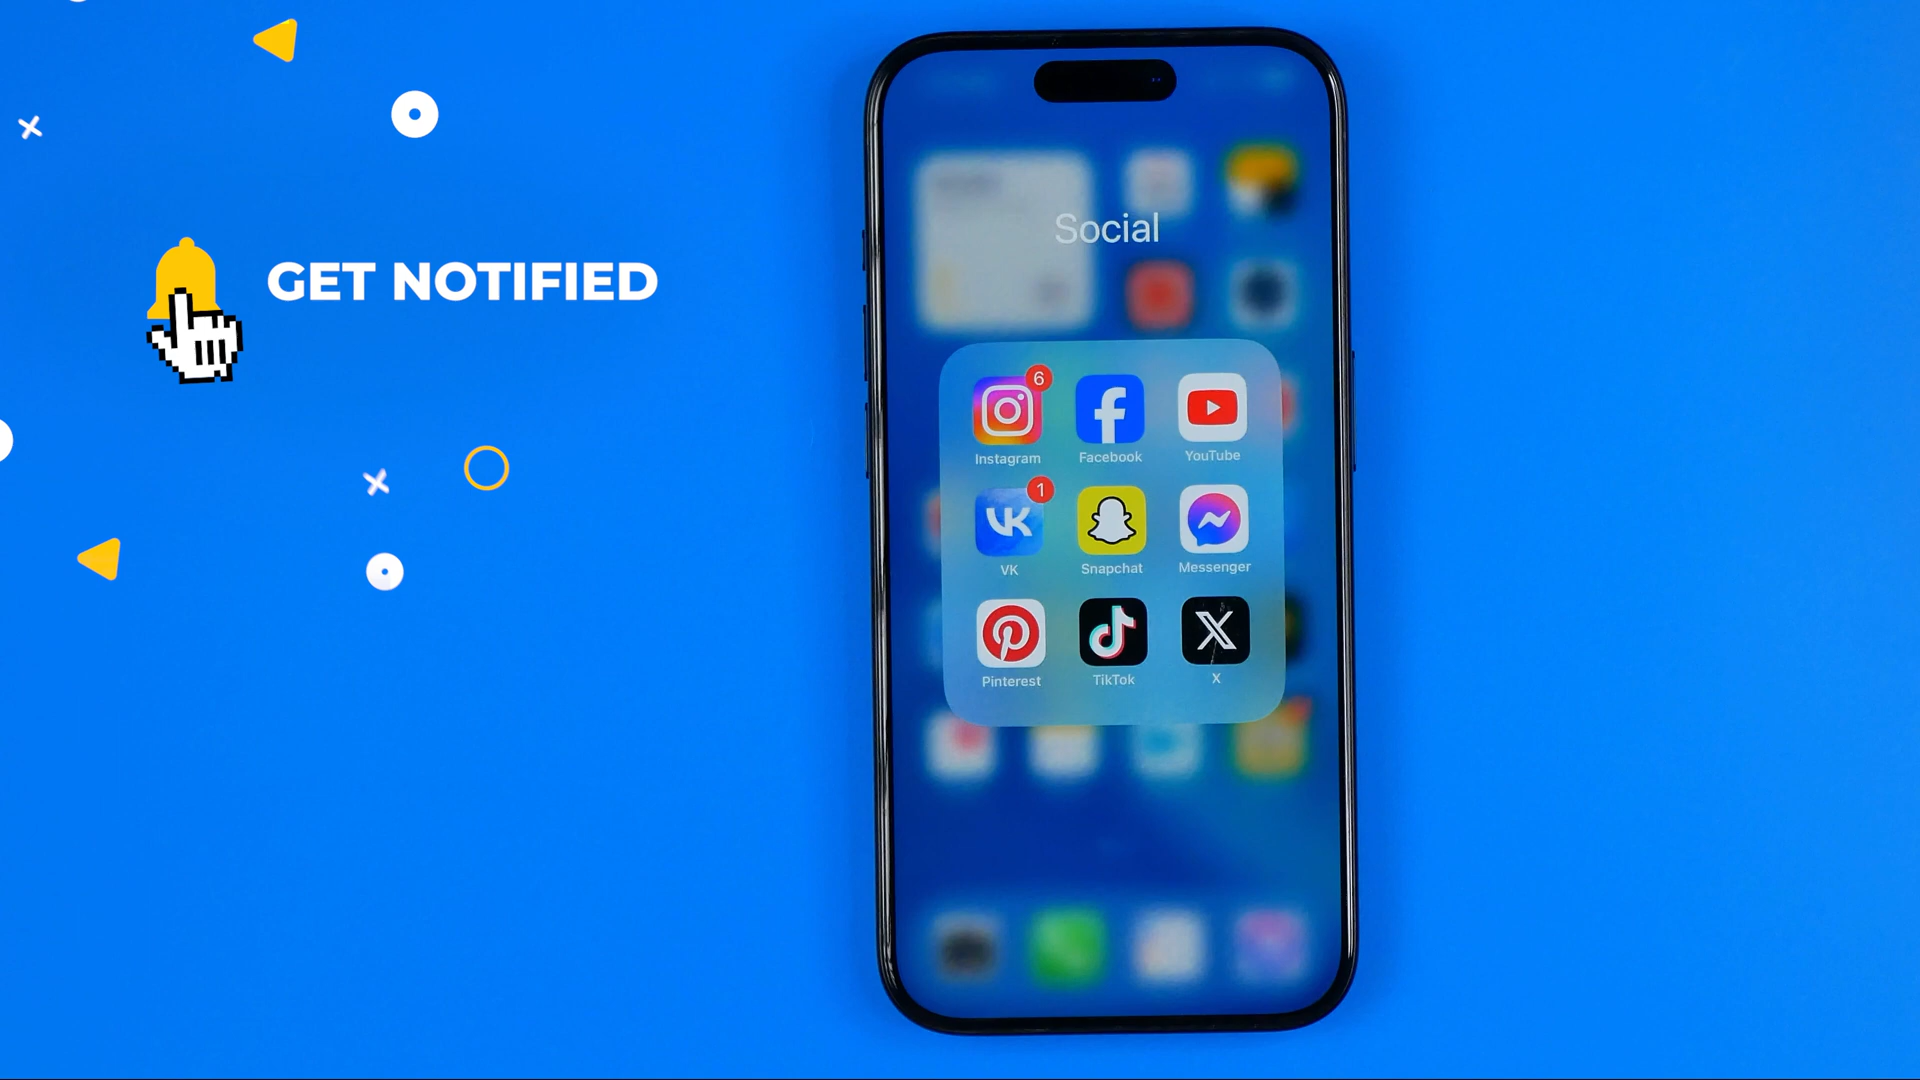 GET NOTIFIED
Social
6
Instagram
Facebook
YouTube
1
VK
Snapchat
Messenger
Pinterest
TikTok
X